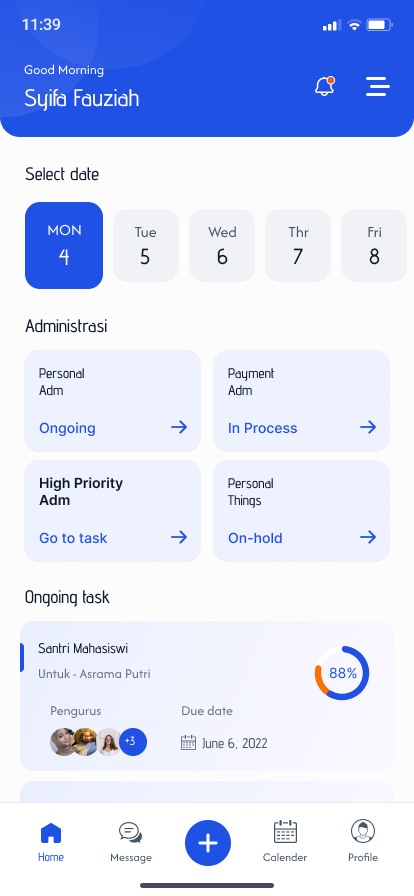 11:39
Good Morning
Syifa Fauziah
Select date
MON
4
Tue
5
Wed
6
Thr
7
Fri
8
Administrasi
Personal
Adm
Ongoing
Payment
Adm
In Process
High Priority
Adm
Go to task
Personal
Things
On-hold
Ongoing task
Santri Mahasiswi
Untuk - Asrama Putri
88%
Pengurus
Due date
+3
June 6, 2022
Home
Message
Calender
Profile